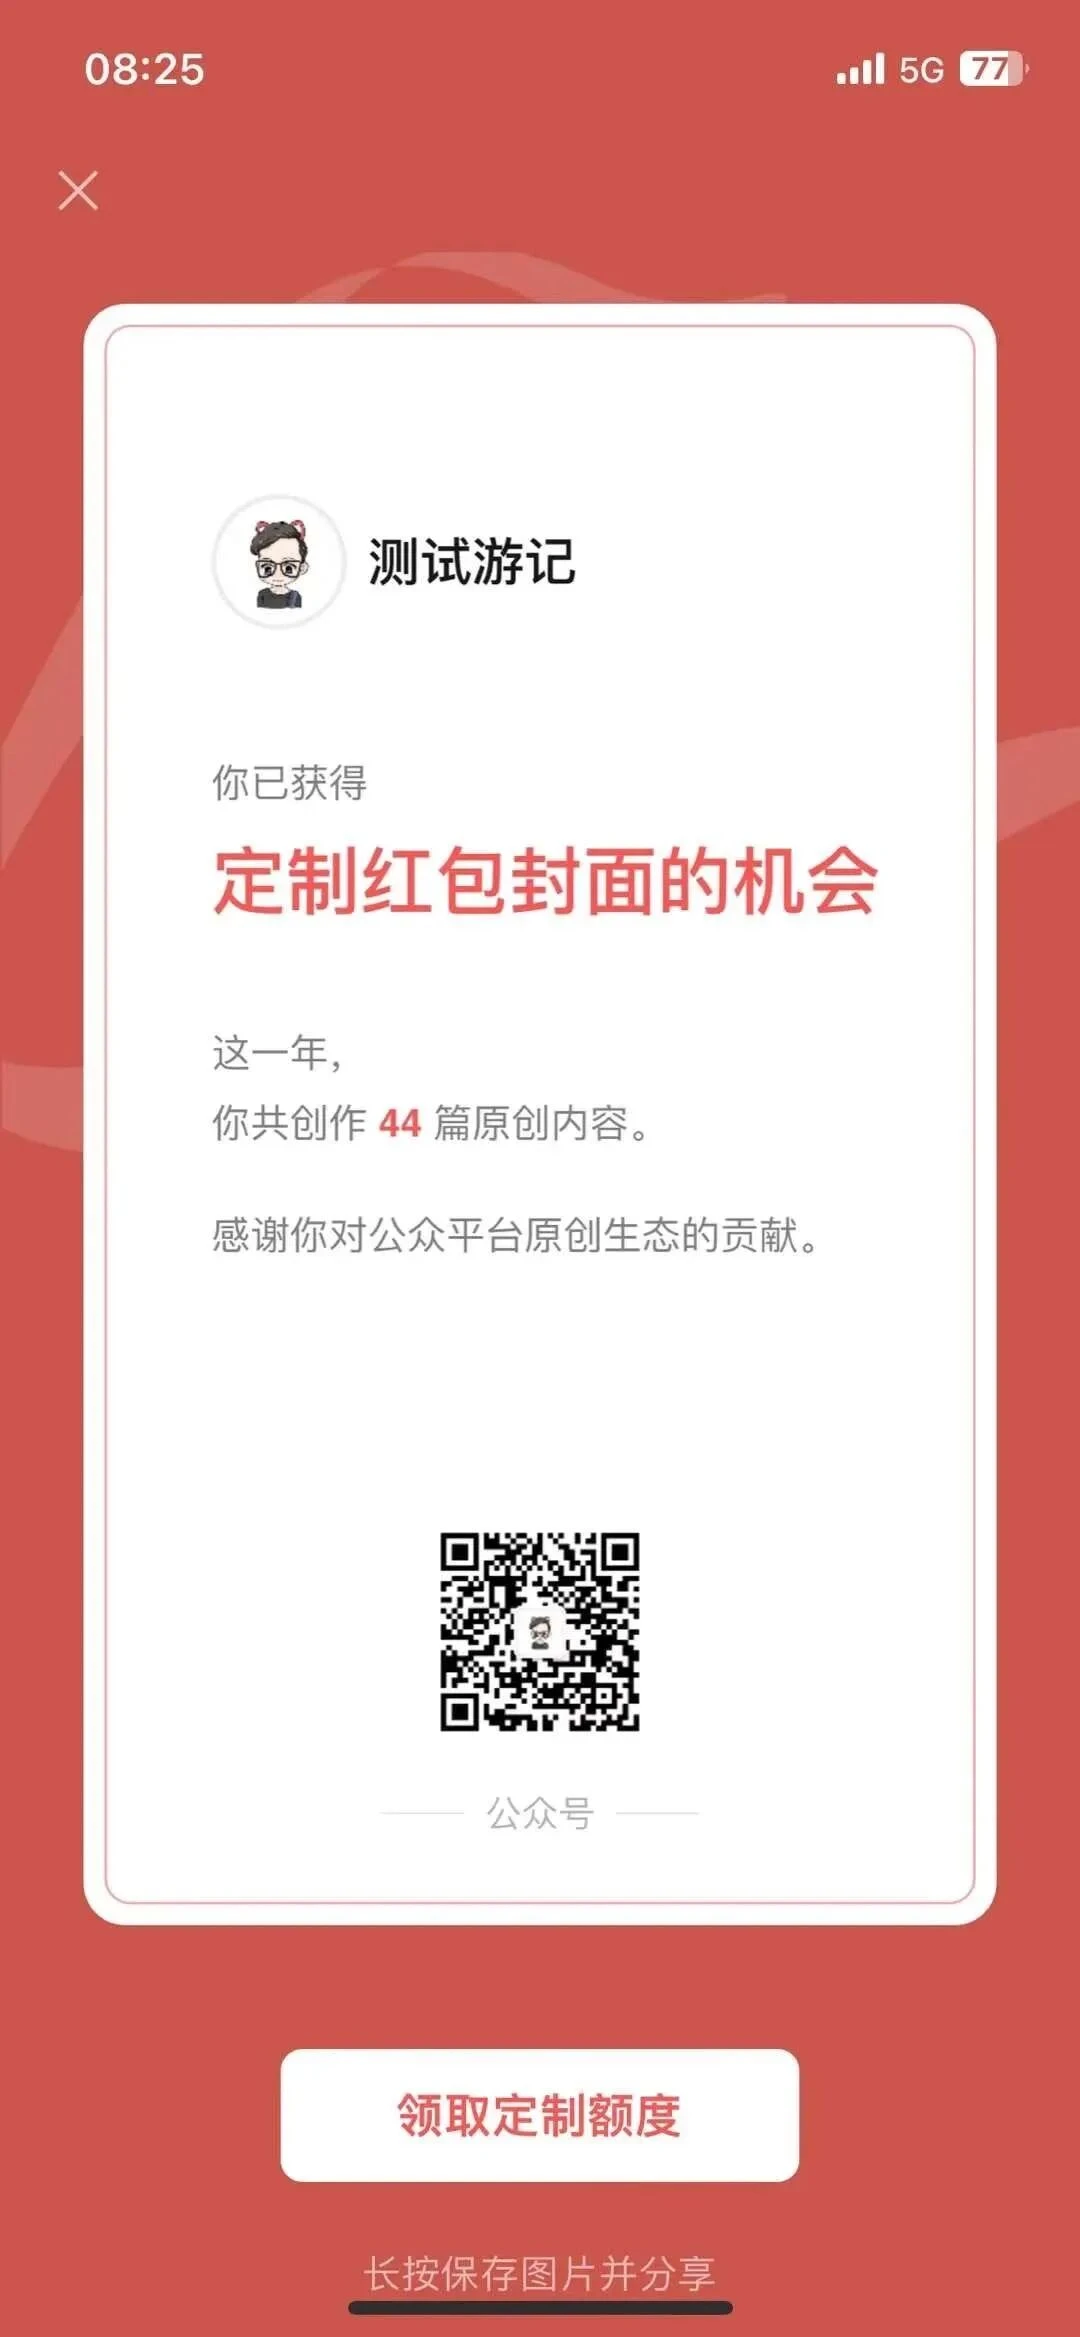 08:25
5G 77
测试游记
你已获得
定制红包封面的机会
这一年，
你共创作 44 篇原创内容。
感谢你对公众平台原创生态的贡献。
公众号
领取定制额度
长按保存图片并分享